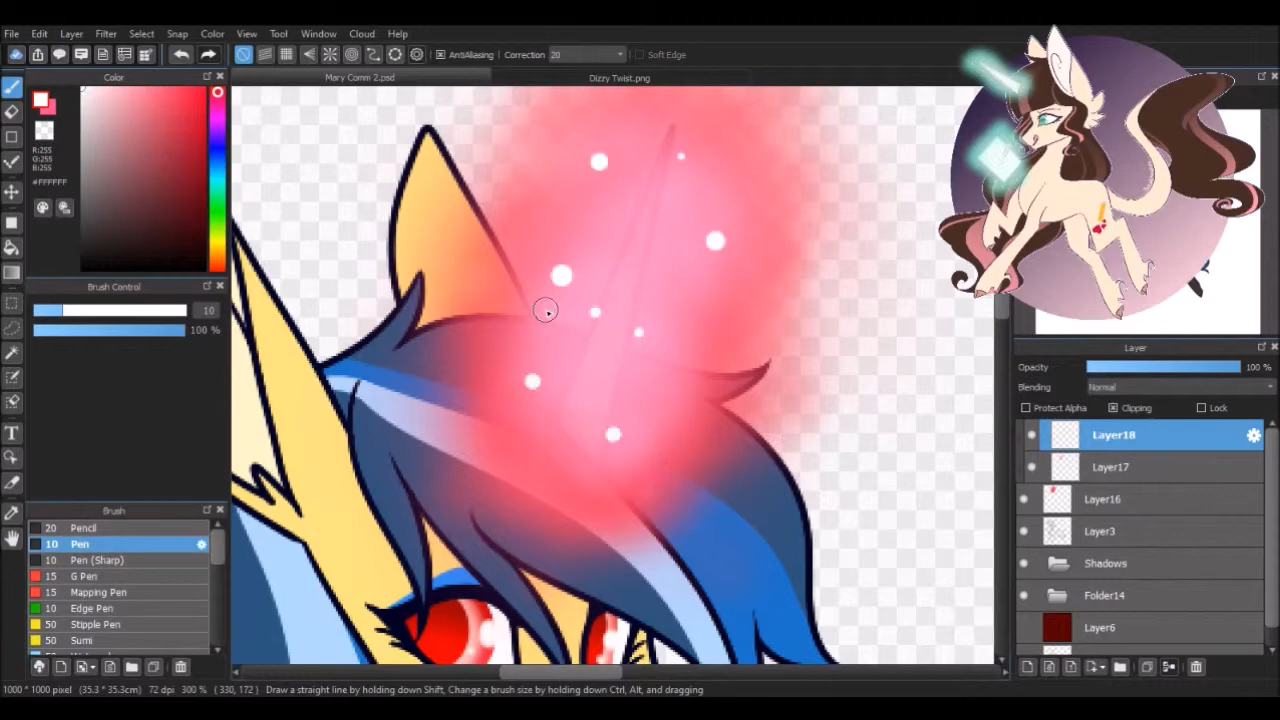 File Edit Layer Filter Select Snap Color View Tool Window Cloud Help
AntiAliasing Correction 20 Soft Edge
Color
Mary Comm 2.psd Dizzy Twist.png
R:255
G:255
B:255
#FFFFFF
Brush Control
10
100 %
Brush
20 Pencil
10 Pen
10 Pen (Sharp)
15 G Pen
15 Mapping Pen
10 Edge Pen
50 Stipple Pen
50 Sumi
Layer
Opacity 100 %
Blending Normal
Protect Alpha Clipping Lock
Layer18
Layer17
Layer16
Layer3
Shadows
Folder14
Layer6
1000 * 1000 pixel (35.3 * 35.3cm) 72 dpi 300 % ( 330, 172 ) Draw a straight line by holding down Shift, Change a brush size by holding down Ctrl, Alt, and dragging